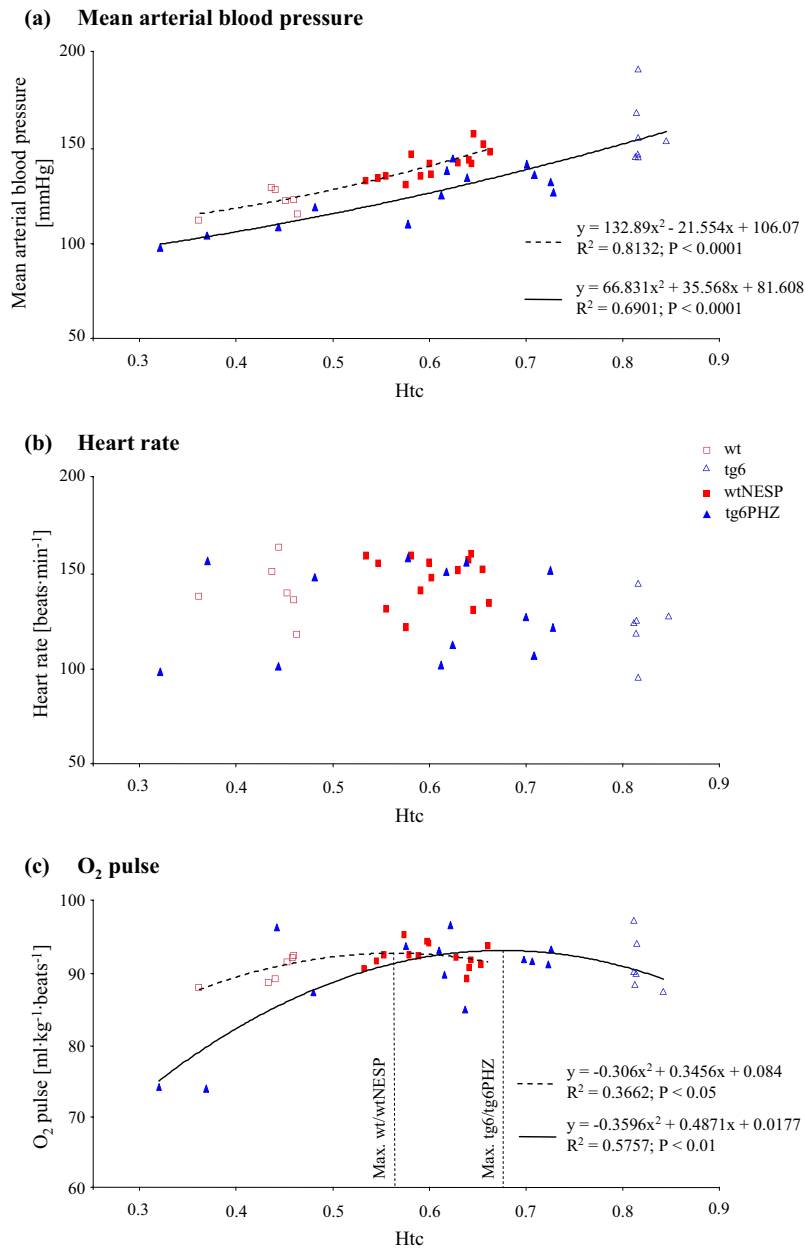 (a) Mean arterial blood pressure
Mean arterial blood pressure
[mmHg]
200
150
100
50
y = 132.89x² - 21.554x + 106.07
R² = 0.8132; P < 0.0001
y = 66.831x² + 35.568x + 81.608
R² = 0.6901; P < 0.0001
0.3 0.4 0.5 0.6 0.7 0.8 0.9
Htc
(b) Heart rate
wt
tg6
wtNESP
tg6PHZ
Heart rate [beats·min⁻¹]
200
150
100
50
0.3 0.4 0.5 0.6 0.7 0.8 0.9
Htc
(c) O₂ pulse
O₂ pulse [ml·kg⁻¹·beats⁻¹]
100
90
80
70
60
Max. wt/wtNESP
Max. tg6/tg6PHZ
y = -0.306x² + 0.3456x + 0.084
R² = 0.3662; P < 0.05
y = -0.3596x² + 0.4871x + 0.0177
R² = 0.5757; P < 0.01
0.3 0.4 0.5 0.6 0.7 0.8 0.9
Htc